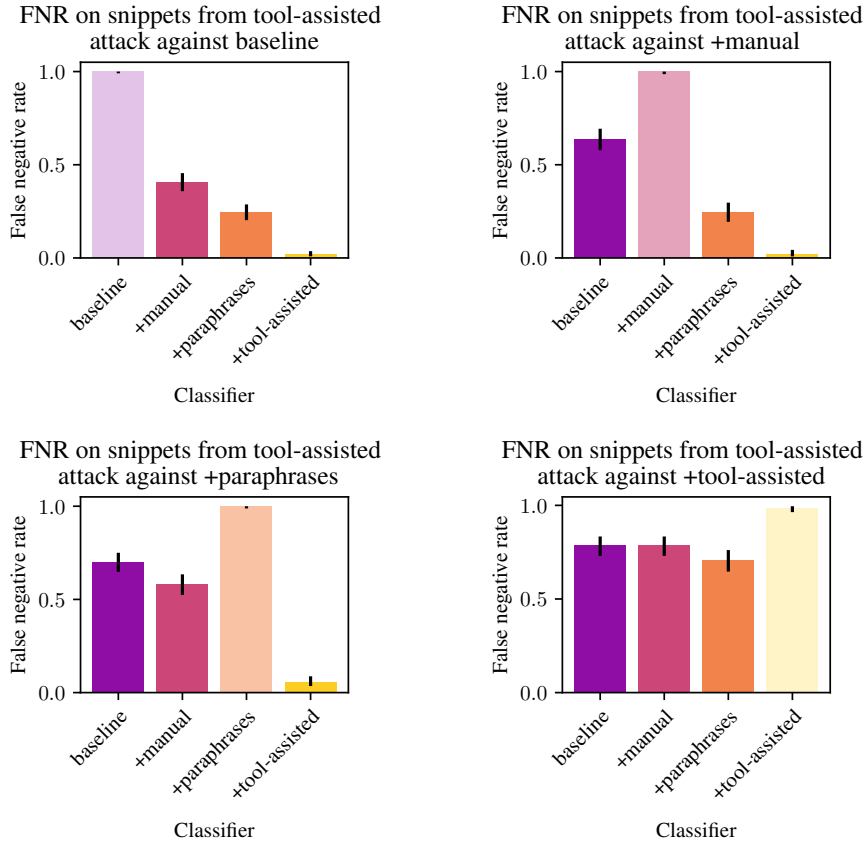 FNR on snippets from tool-assisted
attack against baseline
False negative rate
1.0
0.5
0.0
baseline
+manual
+paraphrases
+tool-assisted
Classifier
FNR on snippets from tool-assisted
attack against +manual
False negative rate
1.0
0.5
0.0
baseline
+manual
+paraphrases
+tool-assisted
Classifier
FNR on snippets from tool-assisted
attack against +paraphrases
False negative rate
1.0
0.5
0.0
baseline
+manual
+paraphrases
+tool-assisted
Classifier
FNR on snippets from tool-assisted
attack against +tool-assisted
False negative rate
1.0
0.5
0.0
baseline
+manual
+paraphrases
+tool-assisted
Classifier